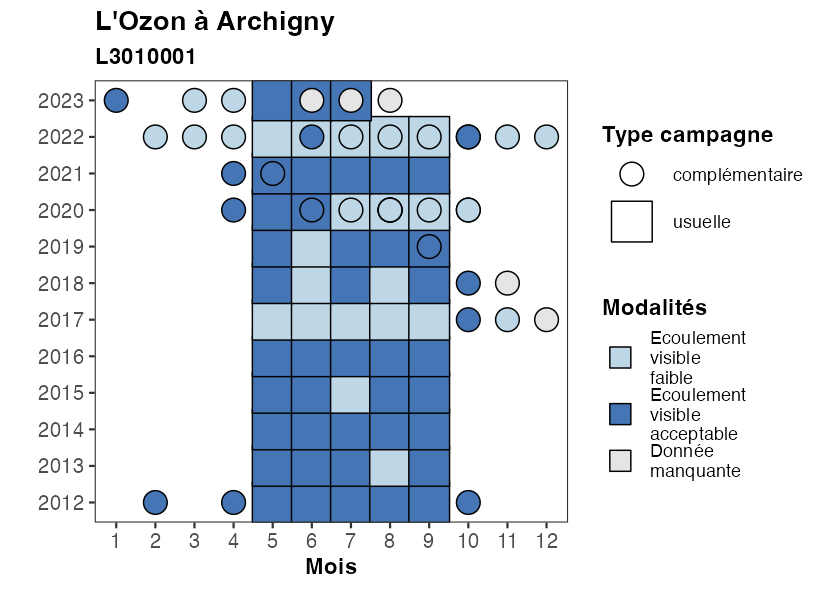 L'Ozon à Archigny
L3010001
2023
2022
2021
2020
2019
2018
2017
2016
2015
2014
2013
2012
1 2 3 4 5 6 7 8 9 10 11 12
Mois
Type campagne
complémentaire
usuelle
Modalités
Ecoulement
visible
faible
Ecoulement
visible
acceptable
Donnée
manquante